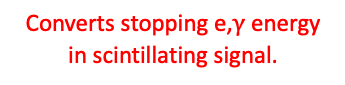 Converts stopping e,γ energy
in scintillating signal.